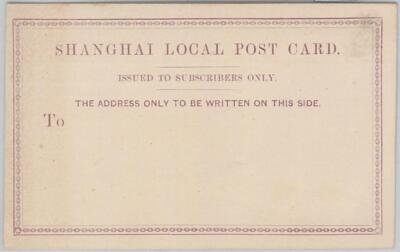 SHANGHAI LOCAL POST CARD.
ISSUED TO SUBSCRIBERS ONLY.
THE ADDRESS ONLY TO BE WRITTEN ON THIS SIDE.
To